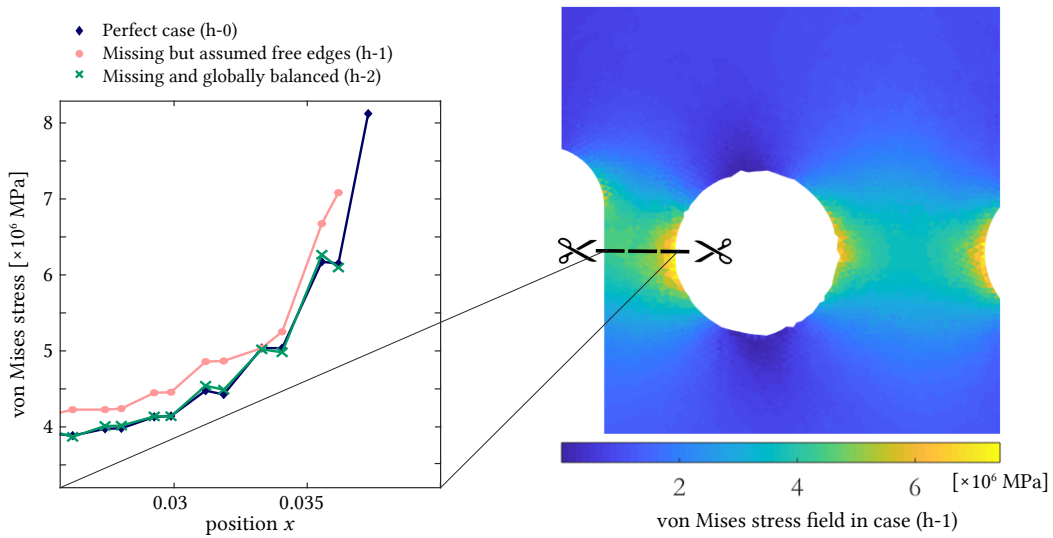 Perfect case (h-0)
Missing but assumed free edges (h-1)
Missing and globally balanced (h-2)
von Mises stress [×10⁶ MPa]
8
7
6
5
4
0.03
0.035
position x
2
4
6
[×10⁶ MPa]
von Mises stress field in case (h-1)